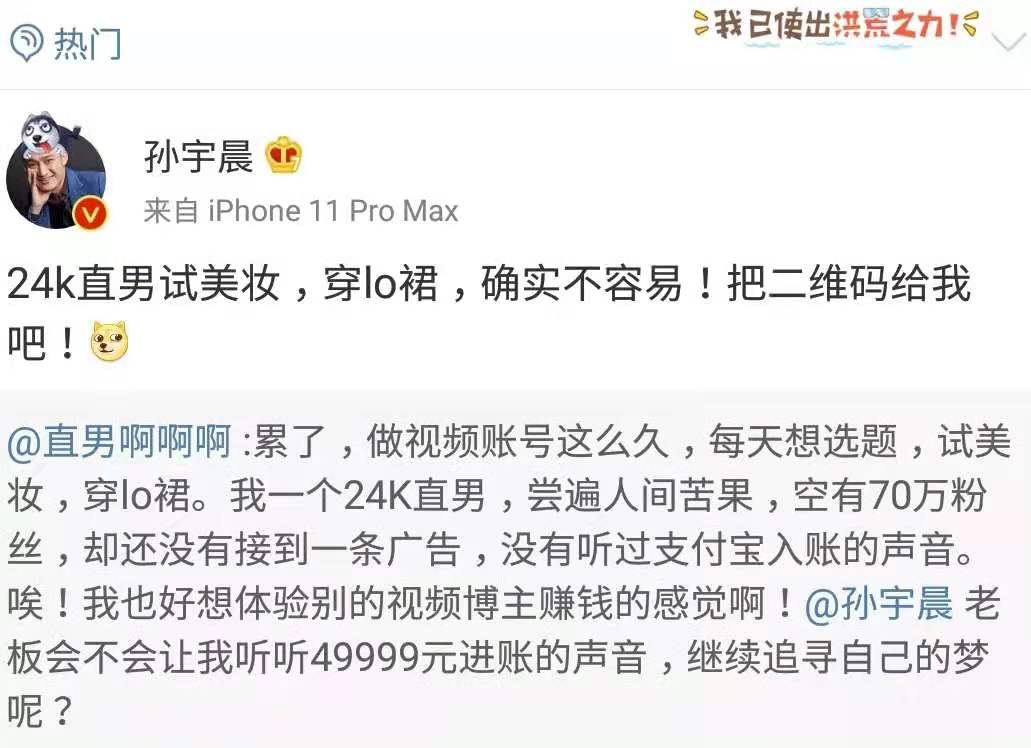 热门
我已使出洪荒之力!
孙宇晨
来自 iPhone 11 Pro Max
24k直男试美妆，穿lo裙，确实不容易！把二维码给我
吧！
@直男啊啊啊 :累了，做视频账号这么久，每天想选题，试美
妆，穿lo裙。我一个24K直男，尝遍人间苦果，空有70万粉
丝，却还没有接到一条广告，没有听过支付宝入账的声音。
唉！我也好想体验别的视频博主赚钱的感觉啊！@孙宇晨 老
板会不会让我听听49999元进账的声音，继续追寻自己的梦
呢？